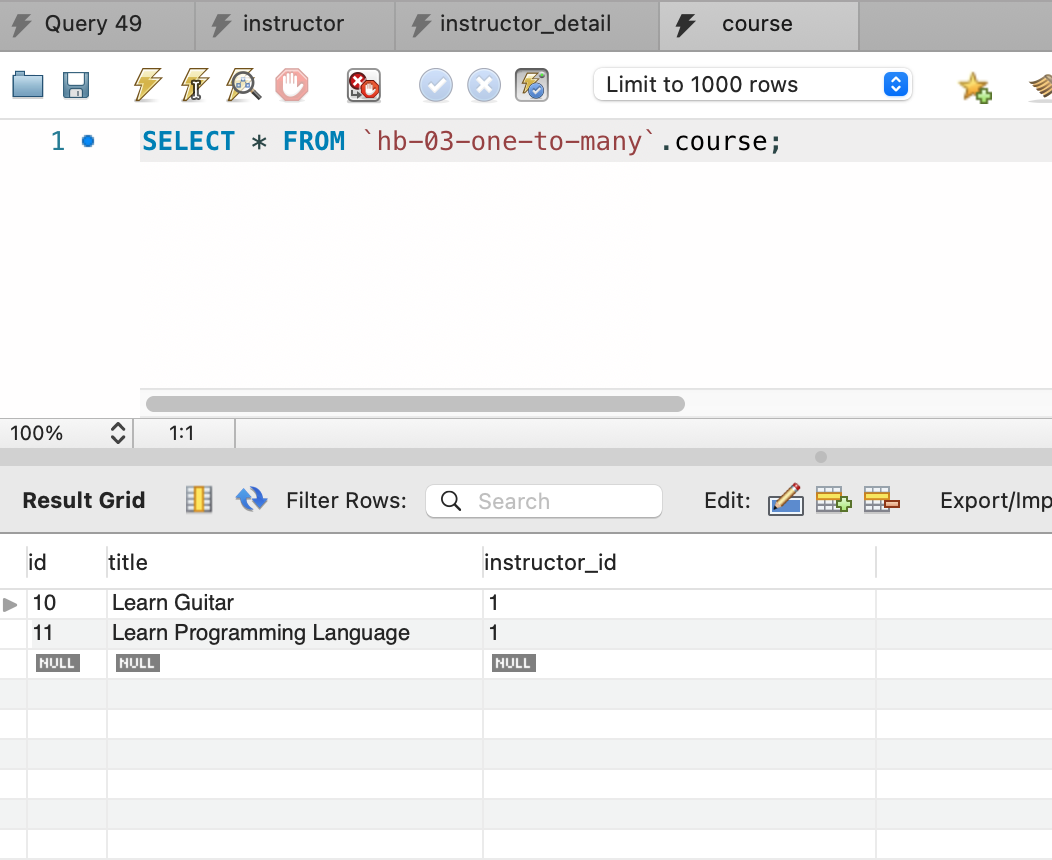 Query 49 instructor instructor_detail course
Limit to 1000 rows
1 SELECT * FROM `hb-03-one-to-many`.course;
100% 1:1
Result Grid Filter Rows: Search Edit: Export/Imp
id title instructor_id
10 Learn Guitar 1
11 Learn Programming Language 1
NULL NULL NULL